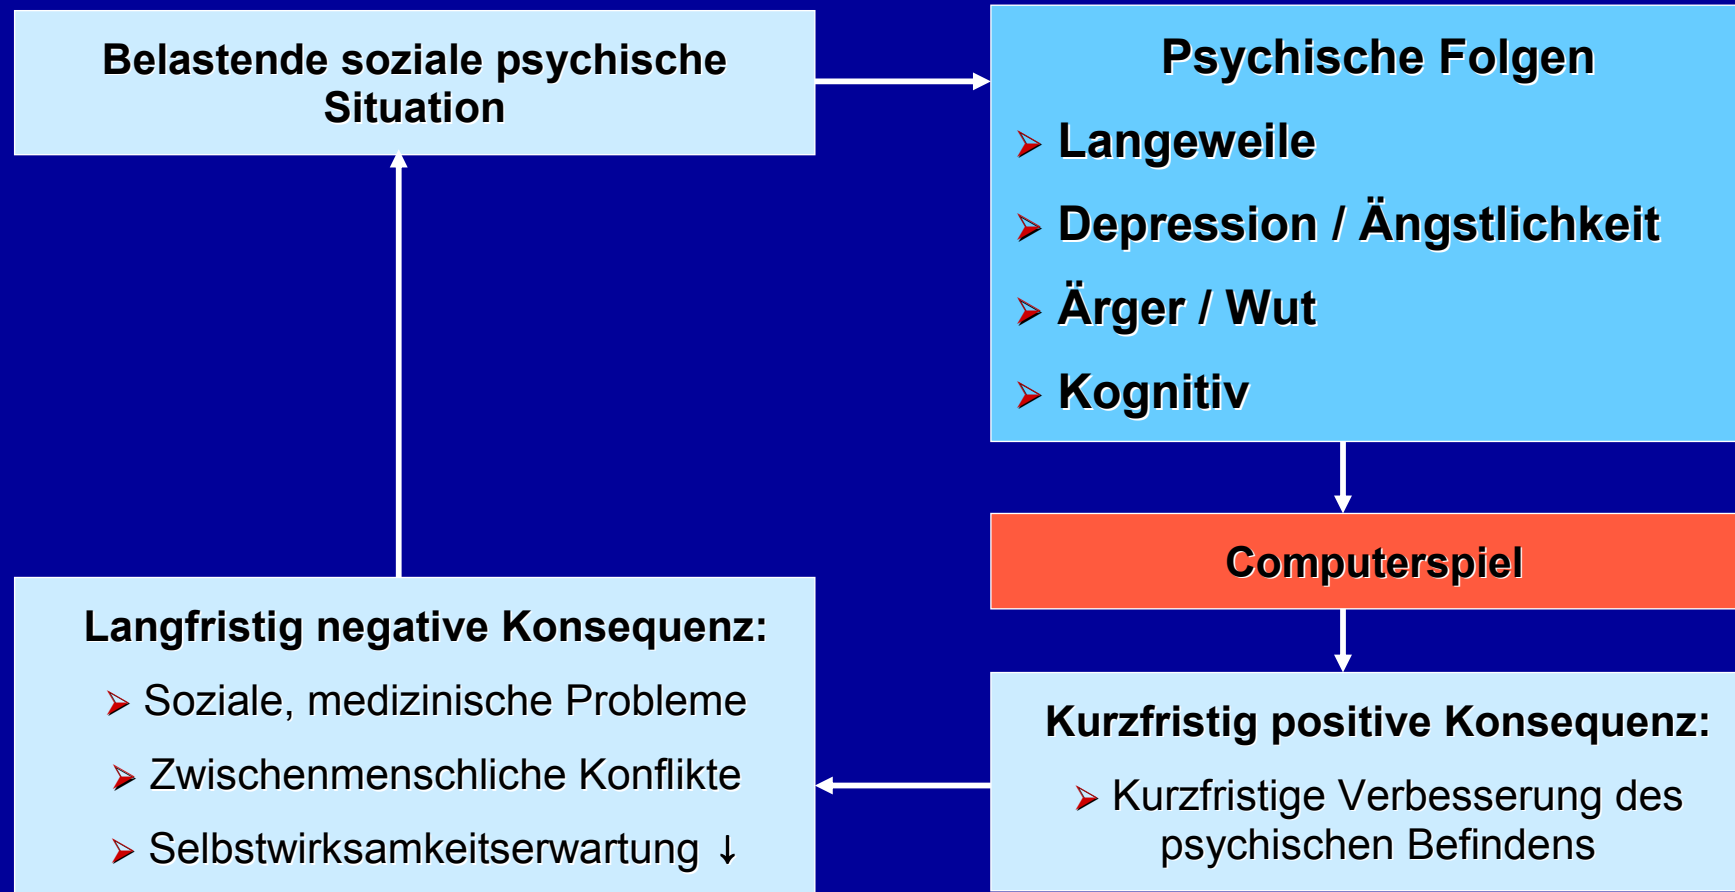 Belastende soziale psychische
Situation
Psychische Folgen
➢ Langeweile
➢ Depression / Ängstlichkeit
➢ Ärger / Wut
➢ Kognitiv
Computerspiel
Kurzfristig positive Konsequenz:
➢ Kurzfristige Verbesserung des
psychischen Befindens
Langfristig negative Konsequenz:
➢ Soziale, medizinische Probleme
➢ Zwischenmenschliche Konflikte
➢ Selbstwirksamkeitserwartung ↓